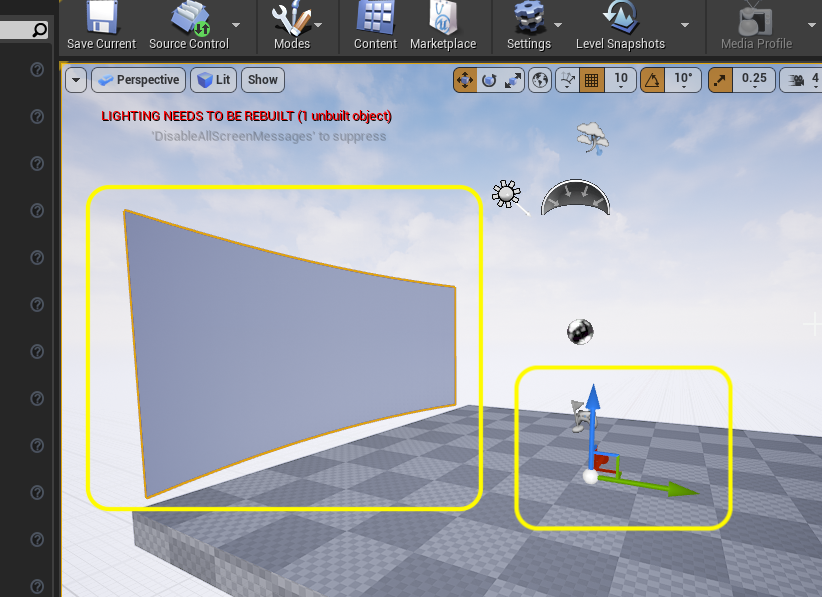 Save Current
Source Control
Modes
Content
Marketplace
Settings
Level Snapshots
Media Profile
Perspective
Lit
Show
10
10°
0.25
4
LIGHTING NEEDS TO BE REBUILT (1 unbuilt object)
'DisableAllScreenMessages' to suppress